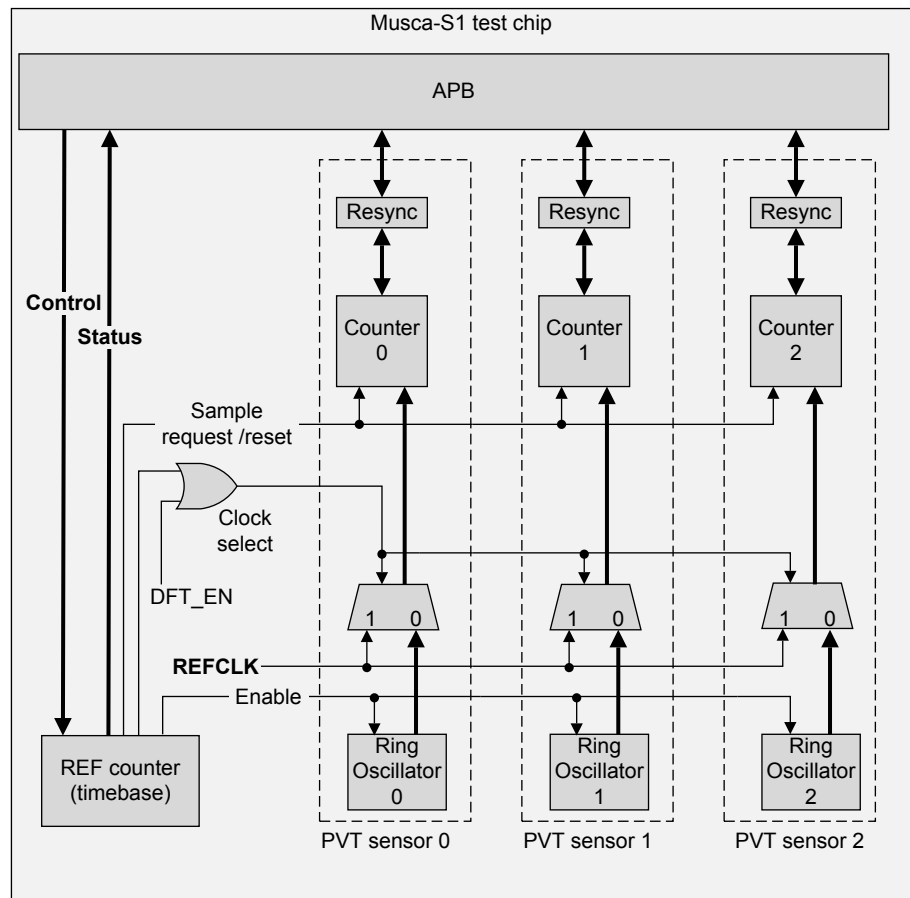 Musca-S1 test chip
APB
Resync
Resync
Resync
Control
Status
Counter
0
Counter
1
Counter
2
Sample
request /reset
Clock
select
DFT_EN
1 0
1 0
1 0
REFCLK
Enable
REF counter
(timebase)
Ring
Oscillator
0
Ring
Oscillator
1
Ring
Oscillator
2
PVT sensor 0
PVT sensor 1
PVT sensor 2